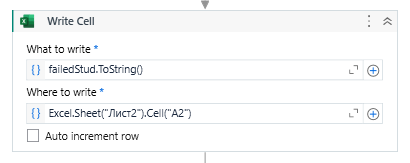 Write Cell
What to write *
failedStud.ToString()
Where to write *
Excel.Sheet("Лист2").Cell("A2")
Auto increment row